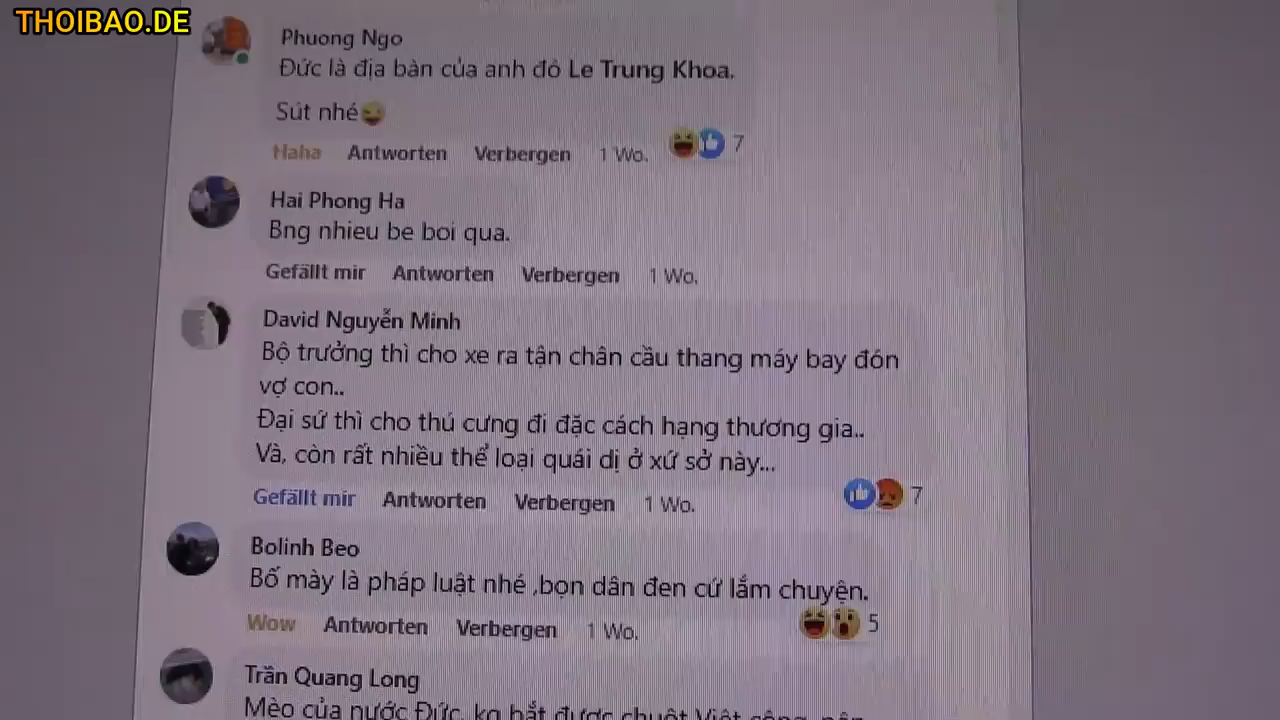 THOIBAO.DE
Phuong Ngo
Đức là địa bàn của anh đó Le Trung Khoa.
Sút nhé
Haha Antworten Verbergen 1 Wo. 7
Hai Phong Ha
Bng nhieu be boi qua.
Gefällt mir Antworten Verbergen 1 Wo.
David Nguyễn Minh
Bộ trưởng thì cho xe ra tận chân cầu thang máy bay đón
vợ con..
Đại sứ thì cho thú cưng đi đặc cách hạng thương gia..
Và, còn rất nhiều thể loại quái dị ở xứ sở này...
Gefällt mir Antworten Verbergen 1 Wo. 7
Bolinh Beo
Bố mày là pháp luật nhé ,bọn dân đen cứ lắm chuyện.
Wow Antworten Verbergen 1 Wo. 5
Trần Quang Long
Mèo của nước Đức, kg bắt được chuột Việt cộng, nên